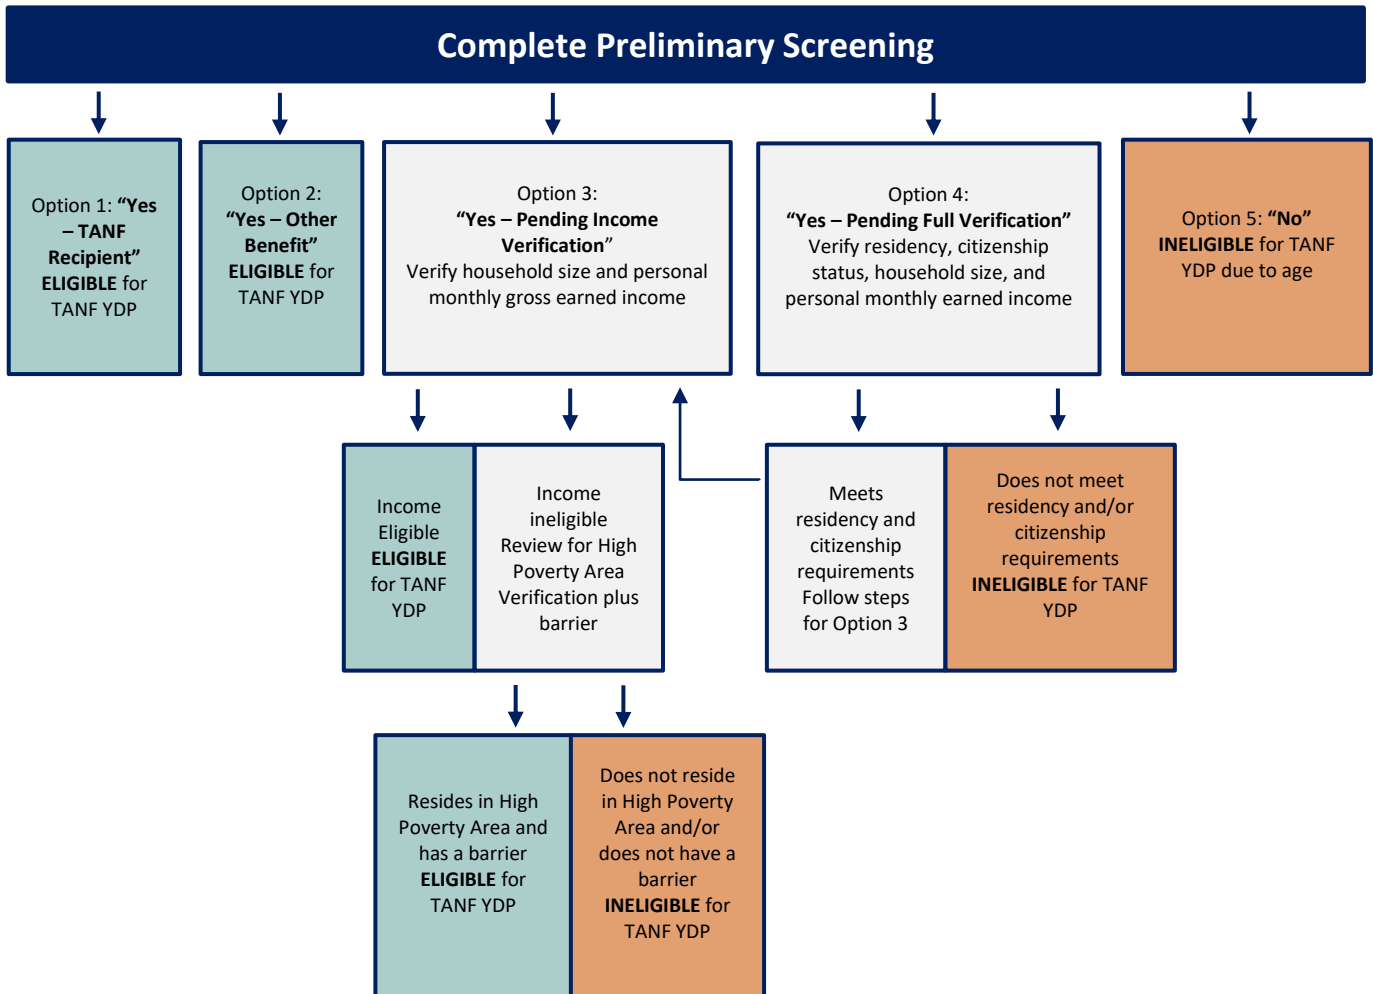 Complete Preliminary Screening
Option 1: “Yes
– TANF
Recipient”
ELIGIBLE for
TANF YDP
Option 2:
“Yes – Other
Benefit”
ELIGIBLE for
TANF YDP
Option 3:
“Yes – Pending Income
Verification”
Verify household size and personal
monthly gross earned income
Option 4:
“Yes – Pending Full Verification”
Verify residency, citizenship
status, household size, and
personal monthly earned income
Option 5: “No”
INELIGIBLE for TANF
YDP due to age
Income
Eligible
ELIGIBLE
for TANF
YDP
Income
ineligible
Review for High
Poverty Area
Verification plus
barrier
Meets
residency and
citizenship
requirements
Follow steps
for Option 3
Does not meet
residency and/or
citizenship
requirements
INELIGIBLE for TANF
YDP
Resides in High
Poverty Area and
has a barrier
ELIGIBLE for
TANF YDP
Does not reside
in High Poverty
Area and/or
does not have a
barrier
INELIGIBLE for
TANF YDP